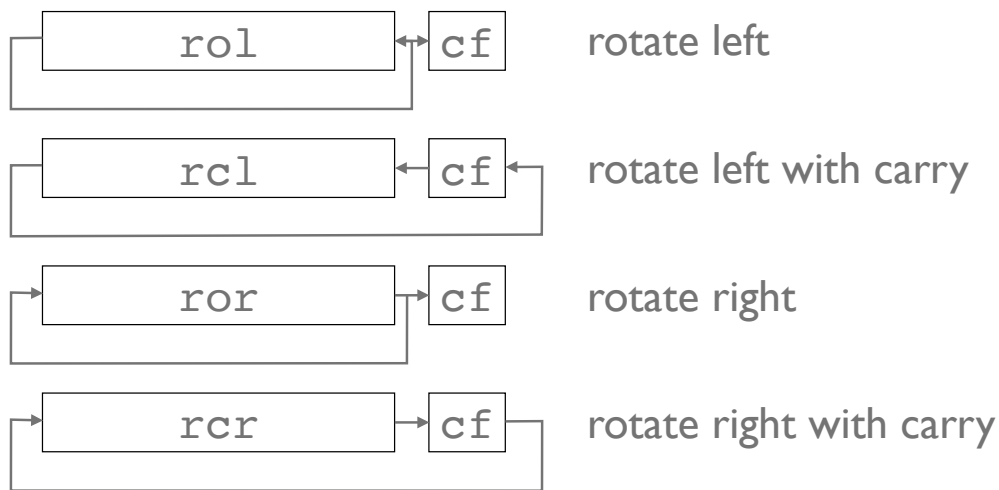 rol cf rotate left
rcl cf rotate left with carry
ror cf rotate right
rcr cf rotate right with carry